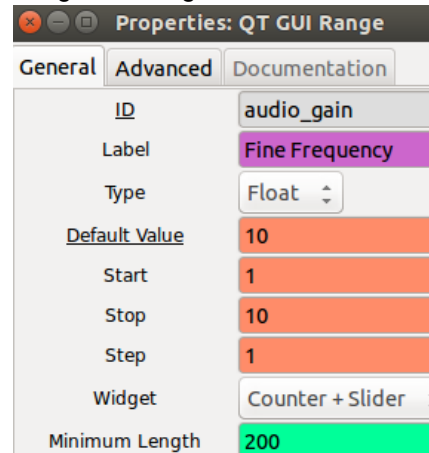 Properties: QT GUI Range
General Advanced Documentation
ID audio_gain
Label Fine Frequency
Type Float
Default Value 10
Start 1
Stop 10
Step 1
Widget Counter + Slider
Minimum Length 200